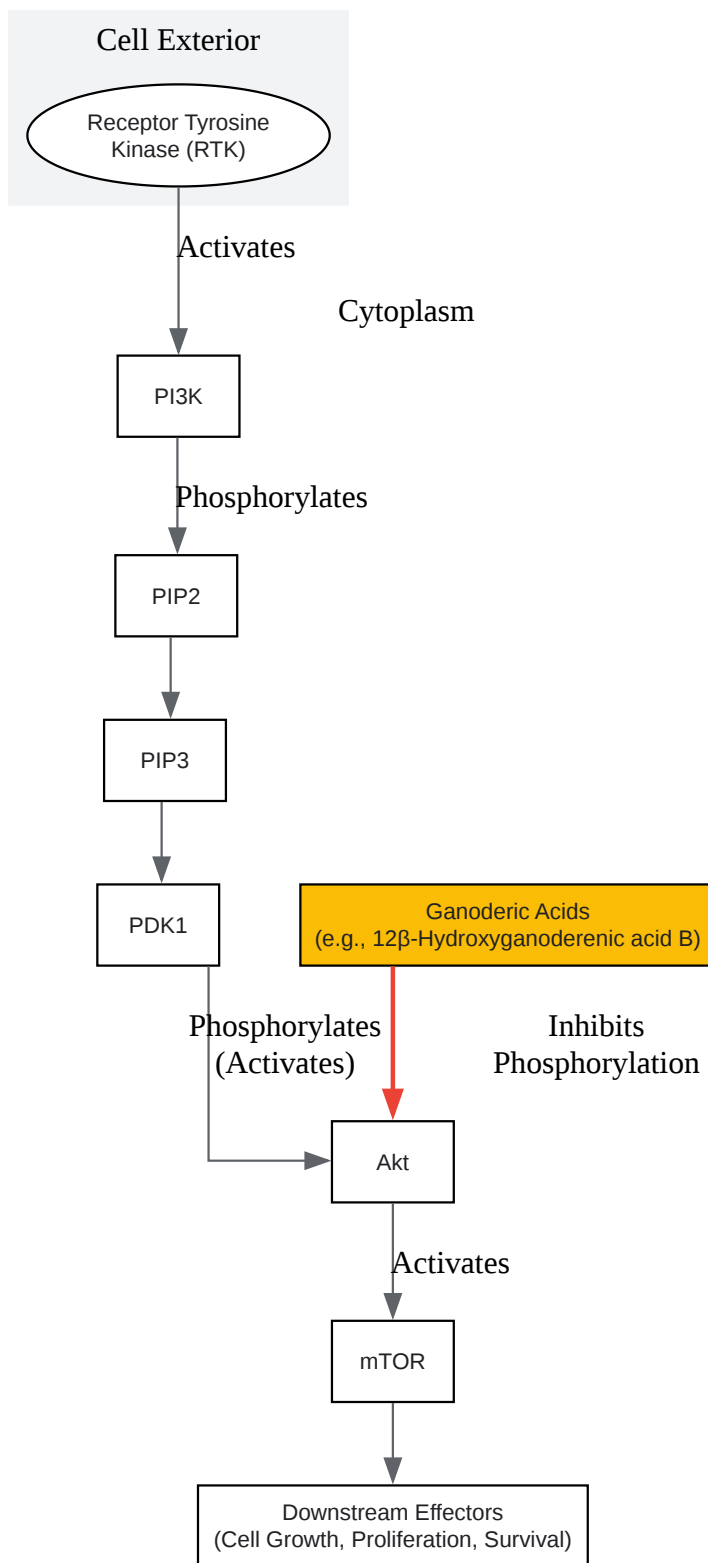 Cell Exterior
Receptor Tyrosine
Kinase (RTK)
Activates
Cytoplasm
PI3K
Phosphorylates
PIP2
PIP3
PDK1
Ganoderic Acids
(e.g., 12β-Hydroxyganoderenic acid B)
Phosphorylates
(Activates)
Inhibits
Phosphorylation
Akt
Activates
mTOR
Downstream Effectors
(Cell Growth, Proliferation, Survival)